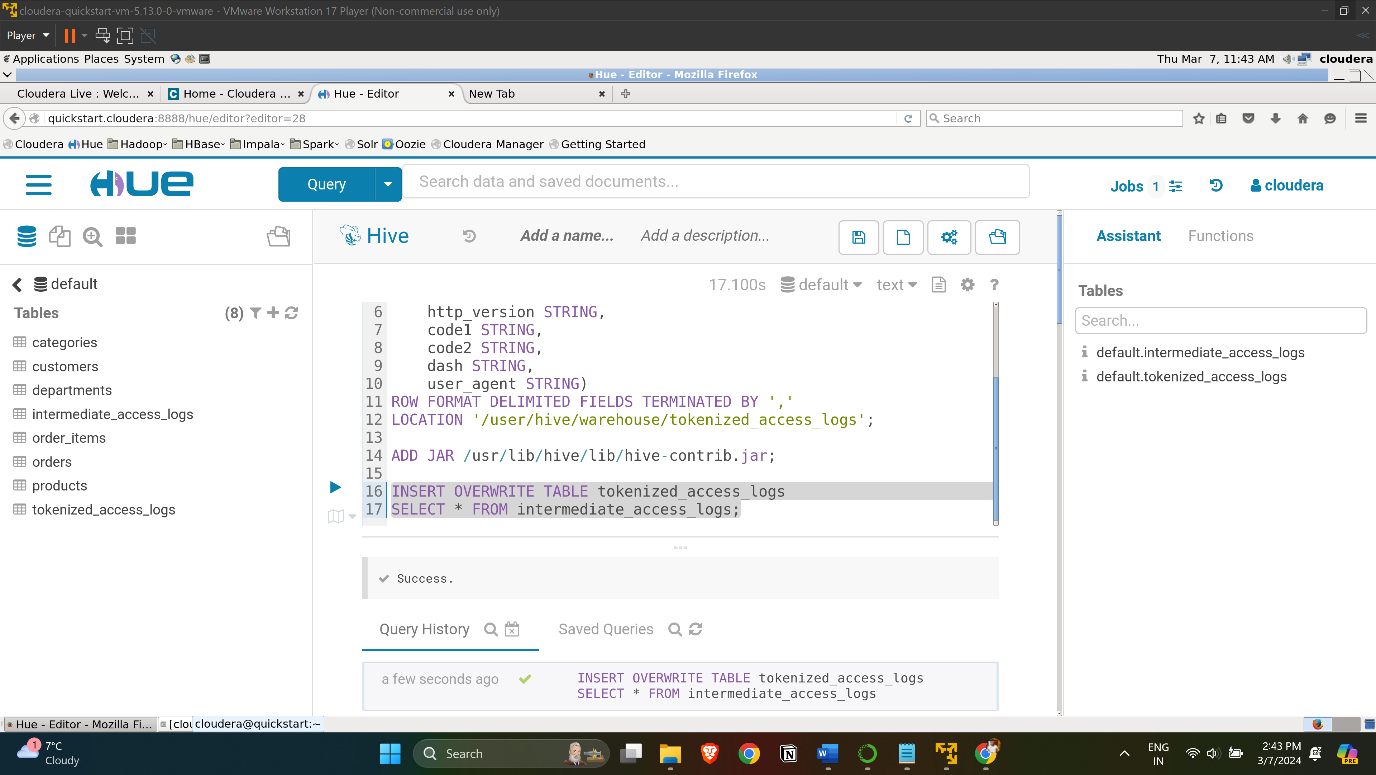 cloudera-quickstart-vm-5.13.0-0-vmware - VMware Workstation 17 Player (Non-commercial use only)
Player
Applications Places System
Thu Mar 7, 11:43 AM
cloudera
Hue - Editor - Mozilla Firefox
Cloudera Live : Welc...
Home - Cloudera ...
Hue - Editor
New Tab
quickstart.cloudera:8888/hue/editor?editor=28
Search
Cloudera
Hue
Hadoop
HBase
Impala
Spark
Solr
Oozie
Cloudera Manager
Getting Started
HUE
Query
Search data and saved documents...
Jobs 1
cloudera
Hive
Add a name...
Add a description...
Assistant
Functions
default
Tables
(8)
categories
customers
departments
intermediate_access_logs
order_items
orders
products
tokenized_access_logs
17.100s
default
text
?
6 http_version STRING,
7 code1 STRING,
8 code2 STRING,
9 dash STRING,
10 user_agent STRING)
11 ROW FORMAT DELIMITED FIELDS TERMINATED BY ','
12 LOCATION '/user/hive/warehouse/tokenized_access_logs';
13
14 ADD JAR /usr/lib/hive/lib/hive-contrib.jar;
15
16 INSERT OVERWRITE TABLE tokenized_access_logs
17 SELECT * FROM intermediate_access_logs;
Success.
Query History
Saved Queries
a few seconds ago
INSERT OVERWRITE TABLE tokenized_access_logs
SELECT * FROM intermediate_access_logs
Tables
Search...
default.intermediate_access_logs
default.tokenized_access_logs
Hue - Editor - Mozilla Fi...
[clou
cloudera@quickstart:~
1
7°C
Cloudy
Search
ENG
IN
2:43 PM
3/7/2024
PRE